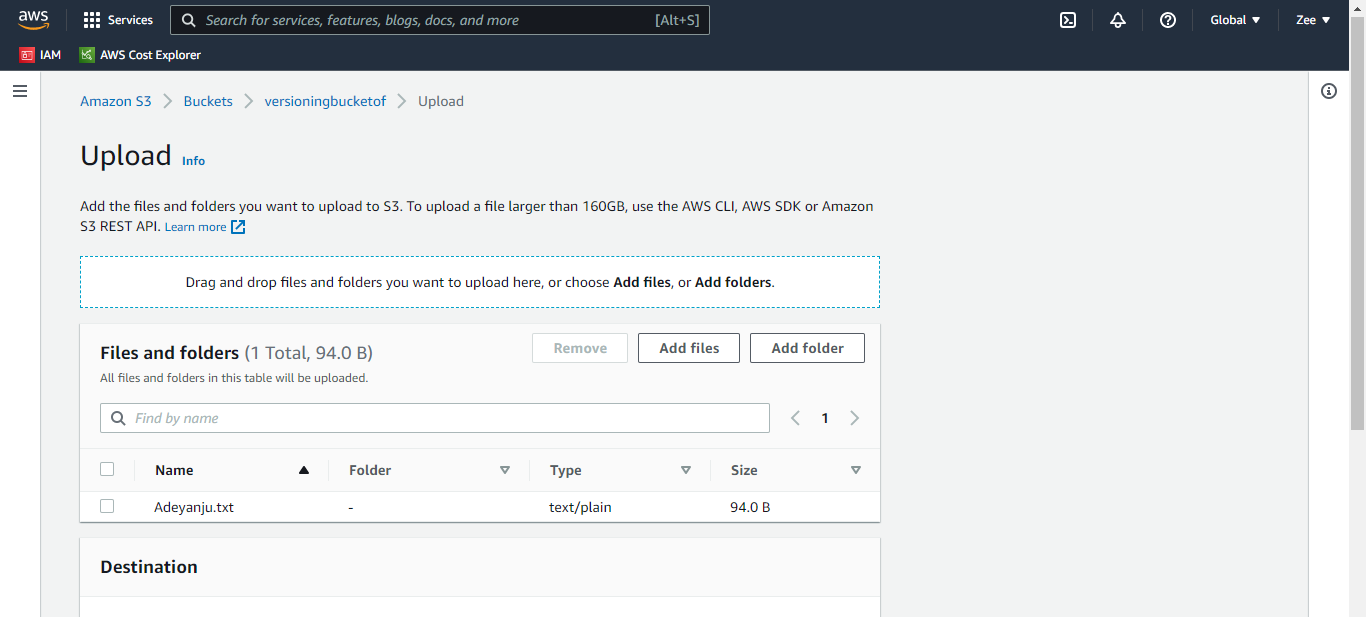 aws Services Search for services, features, blogs, docs, and more [Alt+S] Global Zee
IAM AWS Cost Explorer
Amazon S3 Buckets versioningbucketof Upload
Upload Info
Add the files and folders you want to upload to S3. To upload a file larger than 160GB, use the AWS CLI, AWS SDK or Amazon
S3 REST API. Learn more
Drag and drop files and folders you want to upload here, or choose Add files, or Add folders.
Files and folders (1 Total, 94.0 B) Remove Add files Add folder
All files and folders in this table will be uploaded.
Find by name 1
Name Folder Type Size
Adeyanju.txt - text/plain 94.0 B
Destination